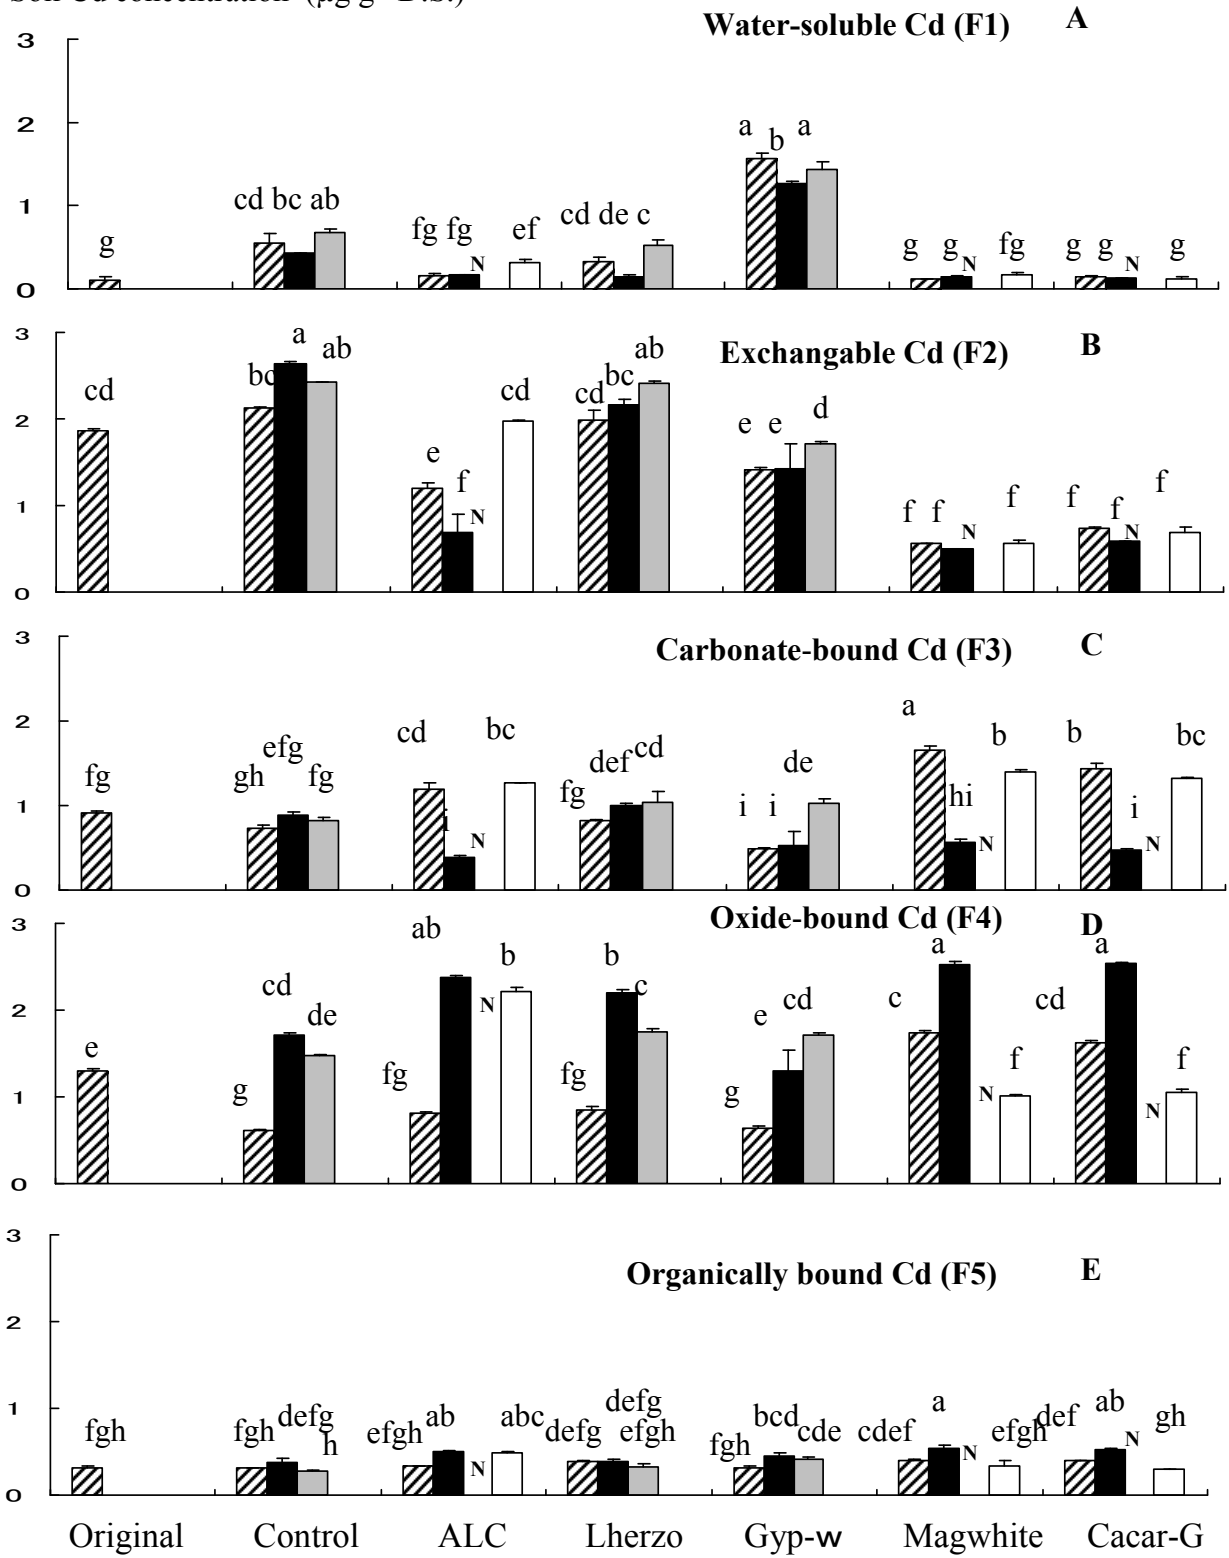 Soil Cd concentration (μg g D.S.)
Water-soluble Cd (F1) A
3
2
1
0
g
cd bc ab
fg fg N ef
cd de c
a b a
g g N fg
g g N g
Exchangable Cd (F2) B
3
2
1
0
cd
bc a ab
e f N cd
cd bc ab
e e d
f f N f
f f N f
Carbonate-bound Cd (F3) C
3
2
1
0
fg
gh efg fg
cd i N bc
fg def cd
i i de
a hi N b
b i N bc
Oxide-bound Cd (F4) D
3
2
1
0
e
g cd de
fg ab N b
fg b c
g e cd
c a N f
cd a N f
Organically bound Cd (F5) E
3
2
1
0
fgh
fgh defg h
efgh ab N abc
defg defg efgh
fgh bcd cde
cdef a N efgh
def ab N gh
Original Control ALC Lherzo Gyp-w Magwhite Cacar-G